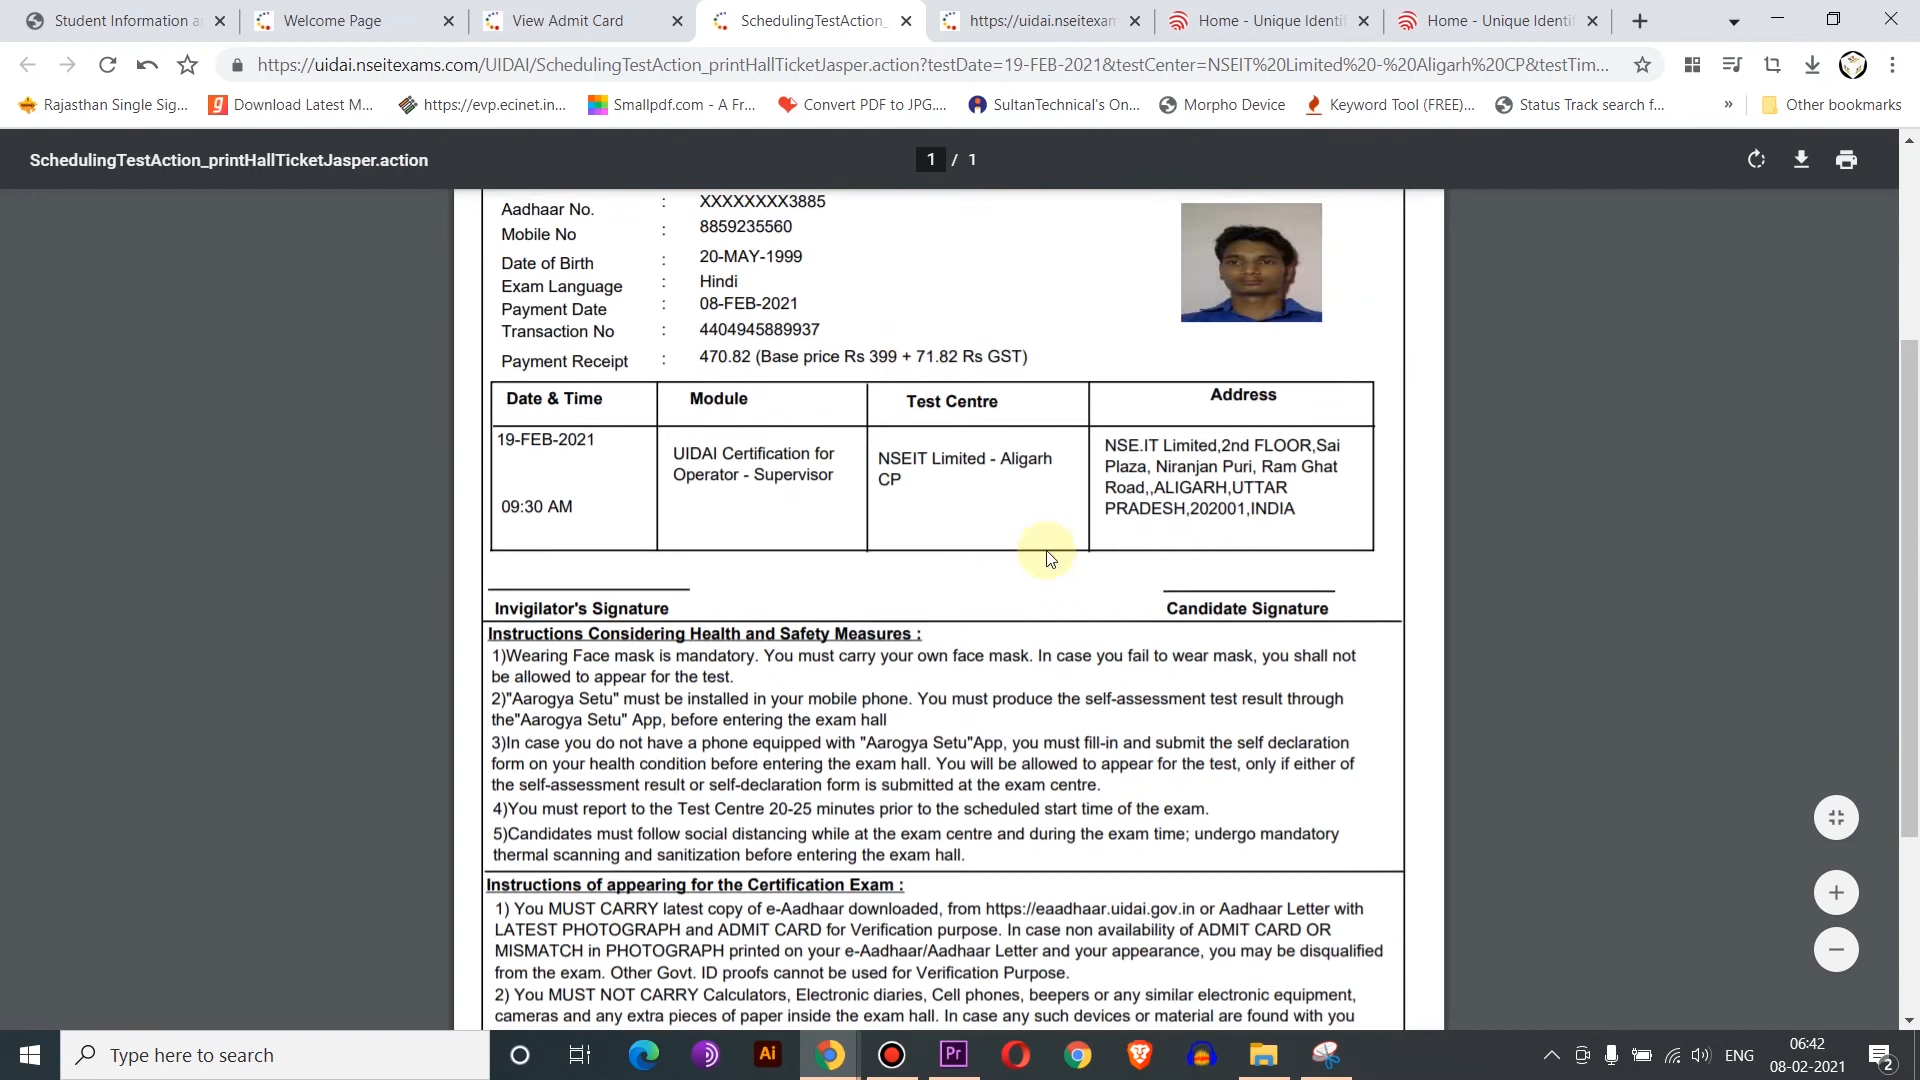 Student Information a
Welcome Page
View Admit Card
SchedulingTestAction_
https://uidai.nseitexam
Home - Unique Identif
Home - Unique Identif
https://uidai.nseitexams.com/UIDAI/SchedulingTestAction_printHallTicketJasper.action?testDate=19-FEB-2021&testCenter=NSEIT%20Limited%20-%20Aligarh%20CP&testTim...
Rajasthan Single Sig...
Download Latest M...
https://evp.ecinet.in...
Smallpdf.com - A Fr...
Convert PDF to JPG....
SultanTechnical's On...
Morpho Device
Keyword Tool (FREE)...
Status Track search f...
»
Other bookmarks
SchedulingTestAction_printHallTicketJasper.action
1 / 1
Aadhaar No. : XXXXXXXX3885
Mobile No : 8859235560
Date of Birth : 20-MAY-1999
Exam Language : Hindi
Payment Date : 08-FEB-2021
Transaction No : 4404945889937
Payment Receipt : 470.82 (Base price Rs 399 + 71.82 Rs GST)
Date & Time Module Test Centre Address
19-FEB-2021
09:30 AM
UIDAI Certification for
Operator - Supervisor
NSEIT Limited - Aligarh
CP
NSE.IT Limited,2nd FLOOR,Sai
Plaza, Niranjan Puri, Ram Ghat
Road,,ALIGARH,UTTAR
PRADESH,202001,INDIA
Invigilator's Signature
Candidate Signature
Instructions Considering Health and Safety Measures :
1)Wearing Face mask is mandatory. You must carry your own face mask. In case you fail to wear mask, you shall not
be allowed to appear for the test.
2)"Aarogya Setu" must be installed in your mobile phone. You must produce the self-assessment test result through
the"Aarogya Setu" App, before entering the exam hall
3)In case you do not have a phone equipped with "Aarogya Setu"App, you must fill-in and submit the self declaration
form on your health condition before entering the exam hall. You will be allowed to appear for the test, only if either of
the self-assessment result or self-declaration form is submitted at the exam centre.
4)You must report to the Test Centre 20-25 minutes prior to the scheduled start time of the exam.
5)Candidates must follow social distancing while at the exam centre and during the exam time; undergo mandatory
thermal scanning and sanitization before entering the exam hall.
Instructions of appearing for the Certification Exam :
1) You MUST CARRY latest copy of e-Aadhaar downloaded, from https://eaadhaar.uidai.gov.in or Aadhaar Letter with
LATEST PHOTOGRAPH and ADMIT CARD for Verification purpose. In case non availability of ADMIT CARD OR
MISMATCH in PHOTOGRAPH printed on your e-Aadhaar/Aadhaar Letter and your appearance, you may be disqualified
from the exam. Other Govt. ID proofs cannot be used for Verification Purpose.
2) You MUST NOT CARRY Calculators, Electronic diaries, Cell phones, beepers or any similar electronic equipment,
cameras and any extra pieces of paper inside the exam hall. In case any such devices or material are found with you
Type here to search
Ai
Pr
ENG
06:42
08-02-2021
2